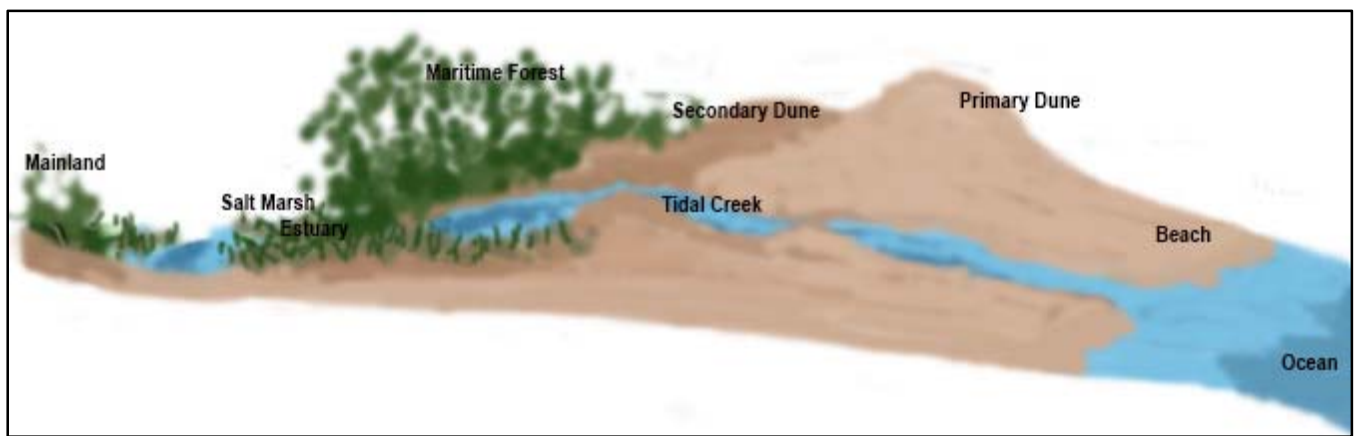 Maritime Forest
Primary Dune
Secondary Dune
Mainland
Salt Marsh
Tidal Creek
Estuary
Beach
Ocean